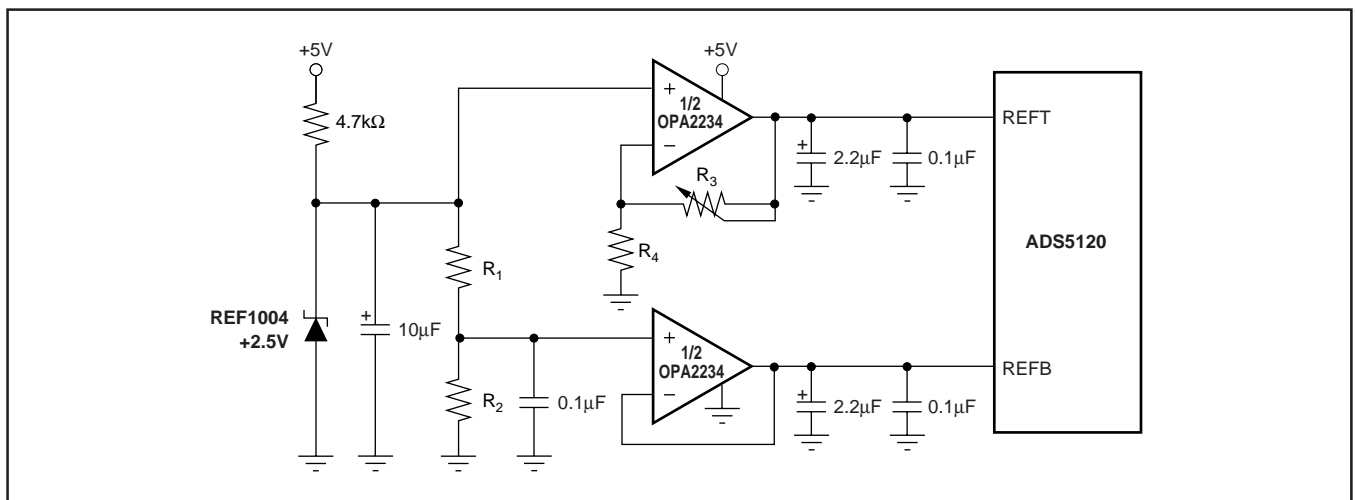 +5V
4.7kΩ
REF1004
+2.5V
10μF
R1
R2
0.1μF
+5V
+
1/2
OPA2234
−
R3
R4
2.2μF
0.1μF
+
+
1/2
OPA2234
−
2.2μF
0.1μF
+
+
REFT
ADS5120
REFB